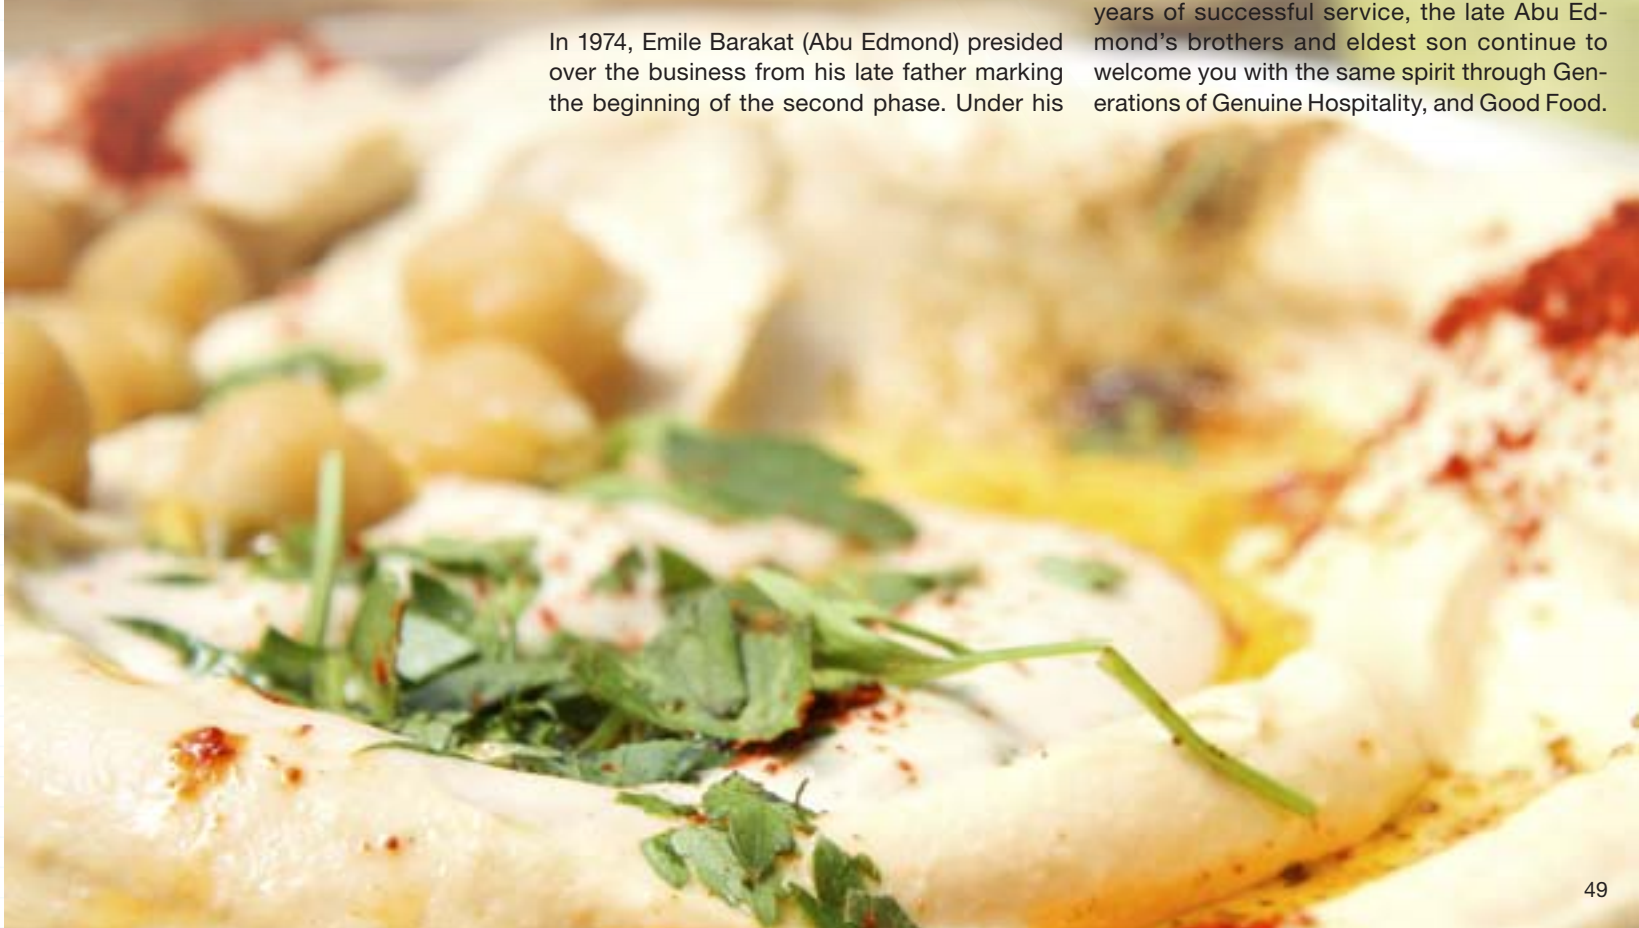 In 1974, Emile Barakat (Abu Edmond) presided
over the business from his late father marking
the beginning of the second phase. Under his
years of successful service, the late Abu Ed-
mond's brothers and eldest son continue to
welcome you with the same spirit through Gen-
erations of Genuine Hospitality, and Good Food.
49